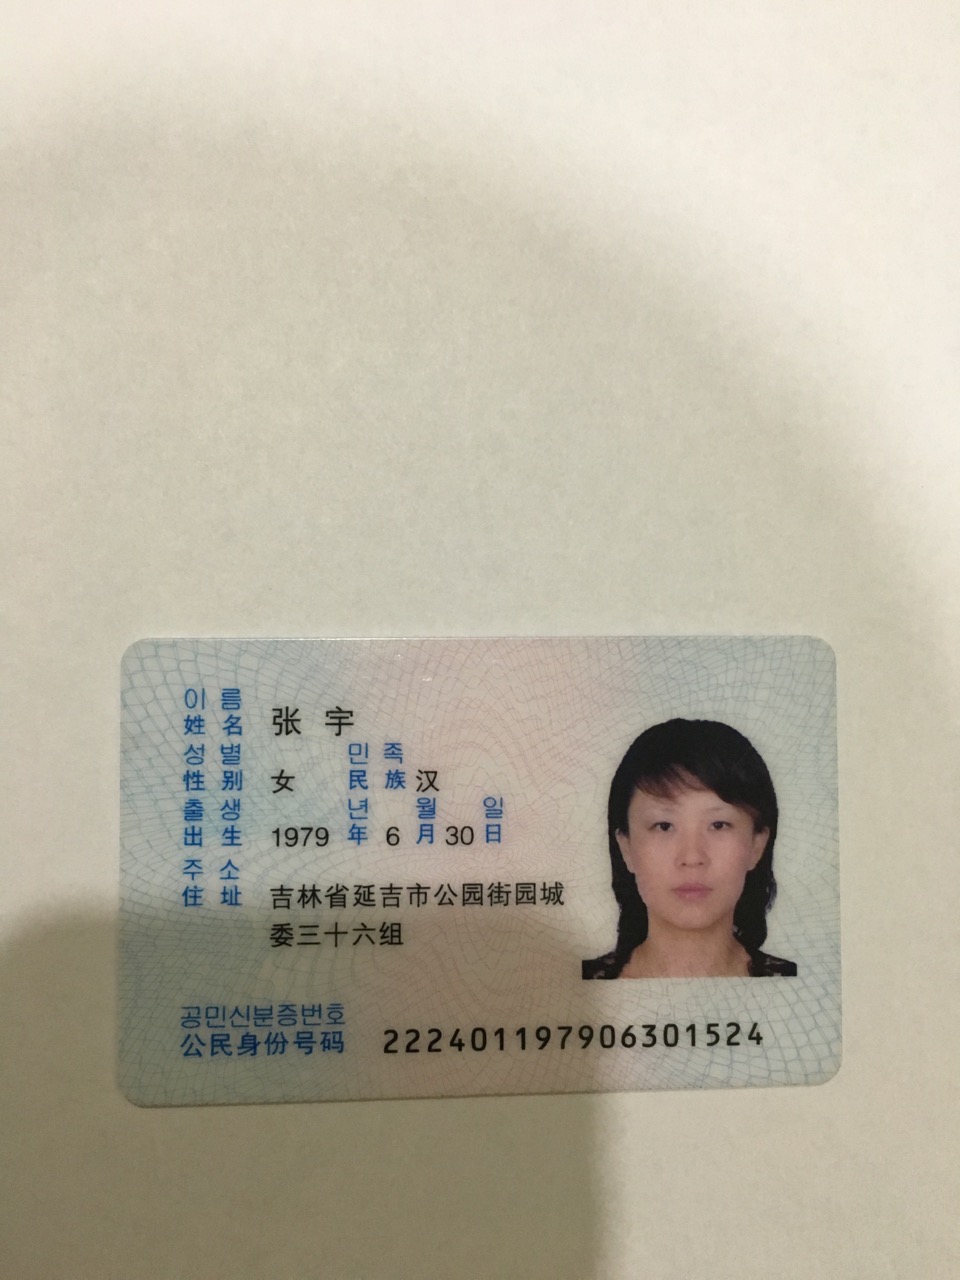 이 름
姓 名 张 宇
성 별 민 족
性 别 女 民 族 汉
출 생 년 월 일
出 生 1979 年 6 月 30 日
주 소
住 址 吉林省延吉市公园街园城
委三十六组
공민신분증번호
公民身份号码 222401197906301524